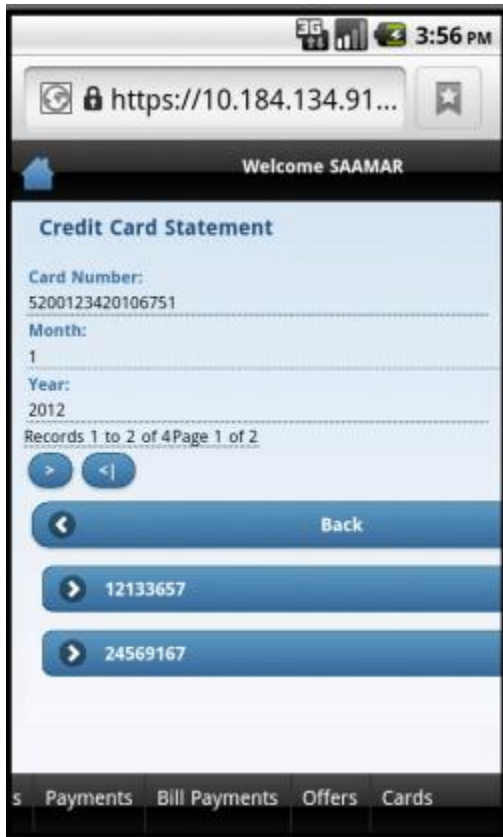 3G 3:56 PM
https://10.184.134.91...
Welcome SAAMAR
Credit Card Statement
Card Number:
5200123420106751
Month:
1
Year:
2012
Records 1 to 2 of 4Page 1 of 2
> <|
Back
12133657
24569167
s Payments Bill Payments Offers Cards